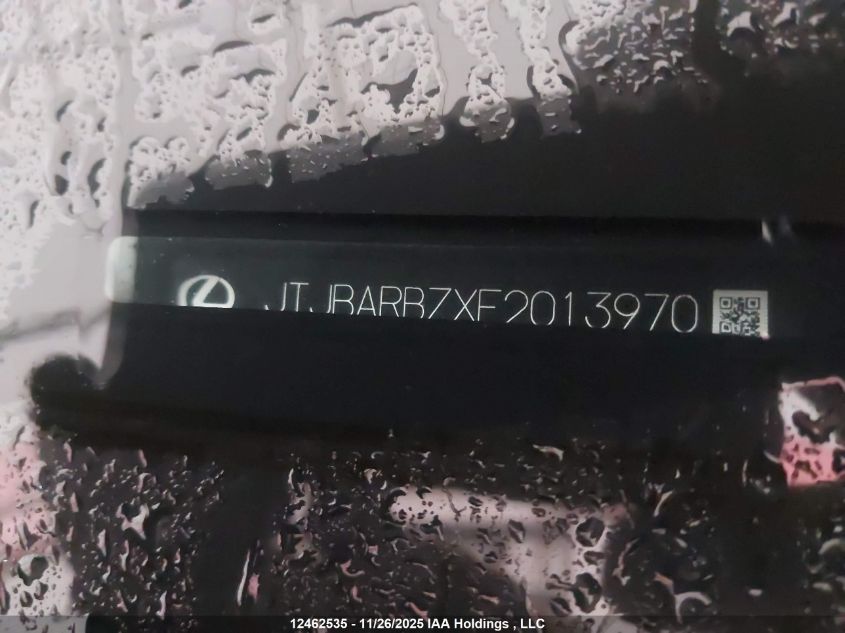 JTJBARBZXF2013970
12462535 - 11/26/2025 IAA Holdings , LLC